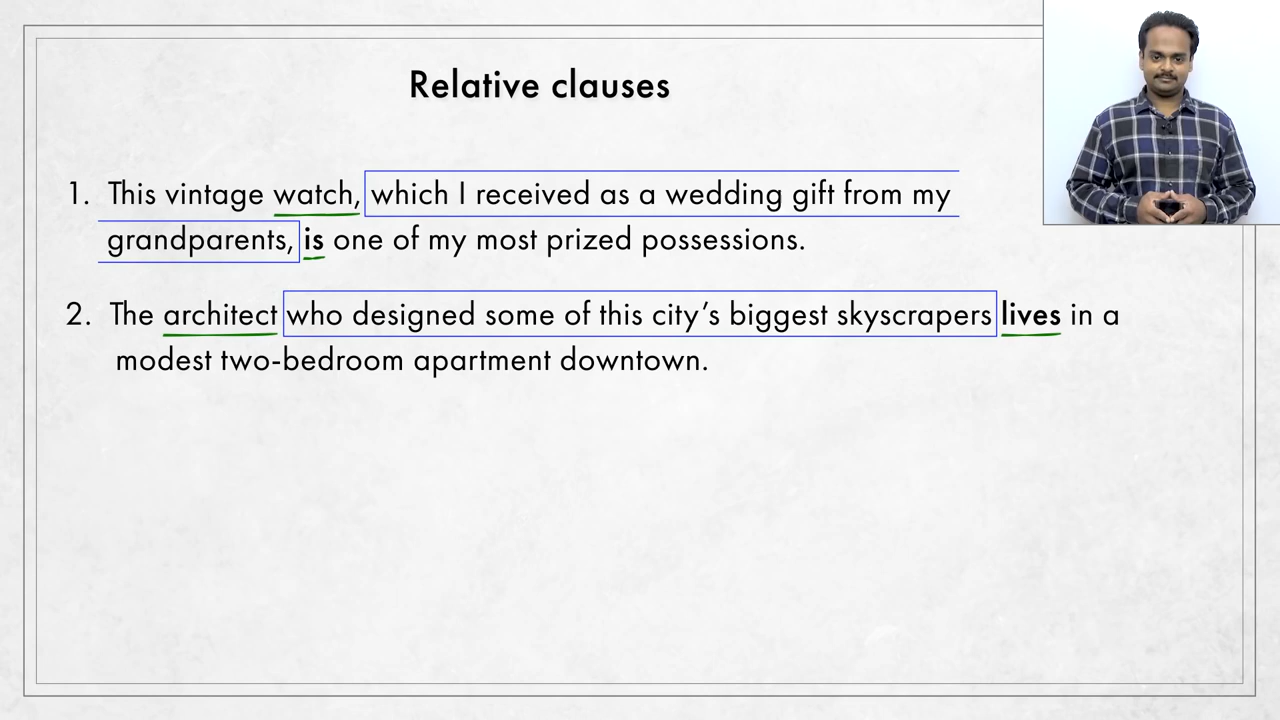 Relative clauses
1. This vintage watch, which I received as a wedding gift from my
grandparents, is one of my most prized possessions.
2. The architect who designed some of this city’s biggest skyscrapers lives in a
modest two-bedroom apartment downtown.